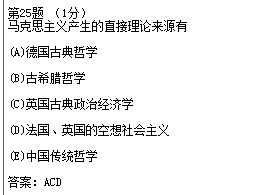 第25题 （1分）
马克思主义产生的直接理论来源有
(A)德国古典哲学
(B)古希腊哲学
(C)英国古典政治经济学
(D)法国、英国的空想社会主义
(E)中国传统哲学
答案：ACD